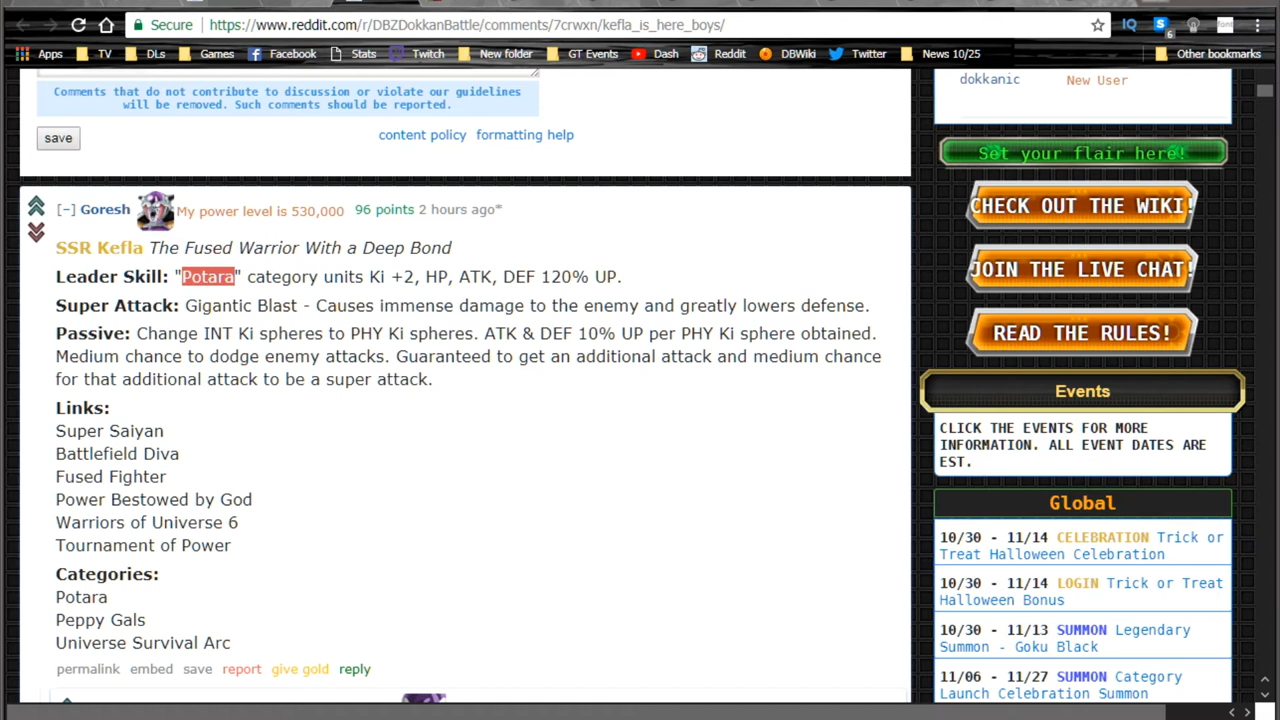 Secure
https://www.reddit.com/r/DBZDokkanBattle/comments/7crwxn/kefla_is_here_boys/
6
Apps TV DLs Games Facebook Stats Twitch New folder GT Events Dash Reddit DBWiki Twitter News 10/25 Other bookmarks
Comments that do not contribute to discussion or violate our guidelines
will be removed. Such comments should be reported.
save
content policy formatting help
[−] Goresh My power level is 530,000 96 points 2 hours ago*
SSR Kefla The Fused Warrior With a Deep Bond
Leader Skill: "Potara" category units Ki +2, HP, ATK, DEF 120% UP.
Super Attack: Gigantic Blast - Causes immense damage to the enemy and greatly lowers defense.
Passive: Change INT Ki spheres to PHY Ki spheres. ATK & DEF 10% UP per PHY Ki sphere obtained.
Medium chance to dodge enemy attacks. Guaranteed to get an additional attack and medium chance
for that additional attack to be a super attack.
Links:
Super Saiyan
Battlefield Diva
Fused Fighter
Power Bestowed by God
Warriors of Universe 6
Tournament of Power
Categories:
Potara
Peppy Gals
Universe Survival Arc
permalink embed save report give gold reply
dokkanic New User
Set your flair here!
CHECK OUT THE WIKI!
JOIN THE LIVE CHAT!
READ THE RULES!
Events
CLICK THE EVENTS FOR MORE
INFORMATION. ALL EVENT DATES ARE
EST.
Global
10/30 - 11/14 CELEBRATION Trick or
Treat Halloween Celebration
10/30 - 11/14 LOGIN Trick or Treat
Halloween Bonus
10/30 - 11/13 SUMMON Legendary
Summon - Goku Black
11/06 - 11/27 SUMMON Category
Launch Celebration Summon